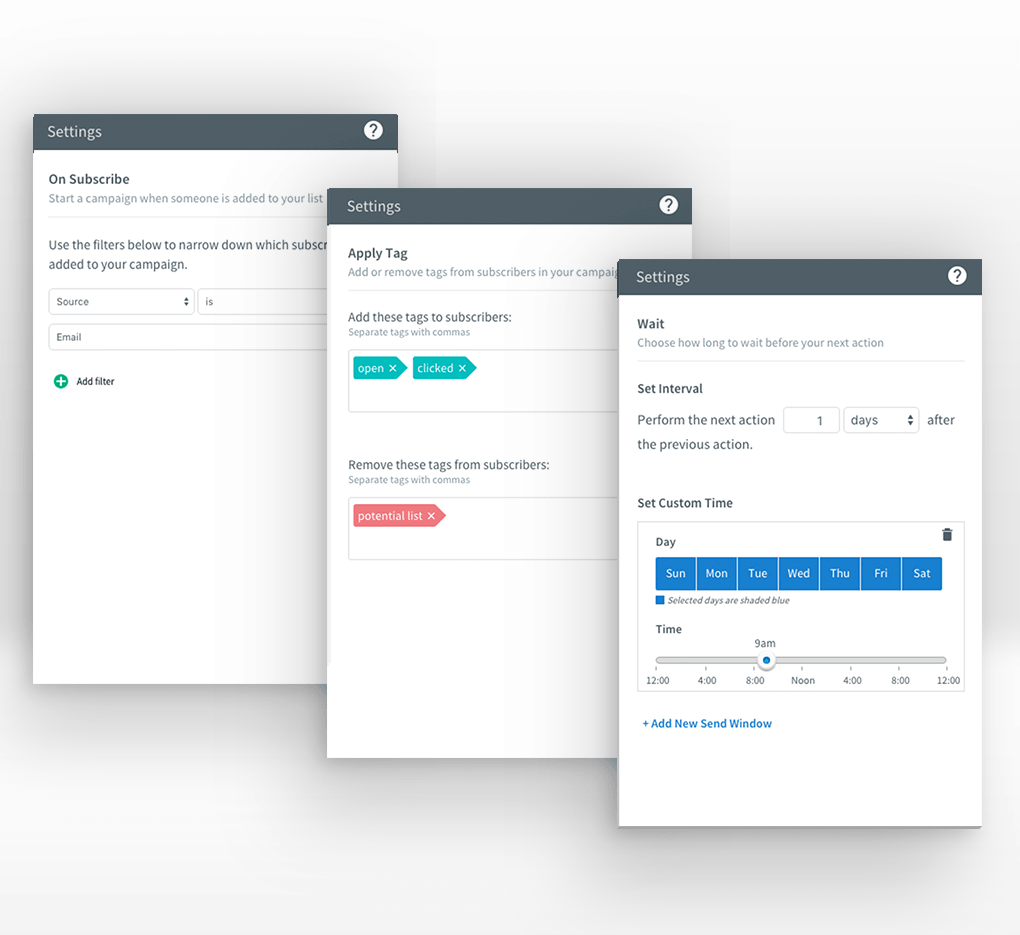 Settings
?
On Subscribe
Start a campaign when someone is added to your list
Use the filters below to narrow down which
added to your campaign.
Source is
Email
Add filter
Settings
?
Apply Tag
Add or remove tags from subscribers in your
Add these tags to subscribers:
Separate tags with commas
open × clicked ×
Remove these tags from subscribers:
Separate tags with commas
potential list ×
Settings
?
Wait
Choose how long to wait before your next action
Set Interval
Perform the next action 1 days after
the previous action.
Set Custom Time
Day
Sun Mon Tue Wed Thu Fri Sat
Selected days are shaded blue
Time
9am
12:00 4:00 8:00 Noon 4:00 8:00 12:00
+ Add New Send Window